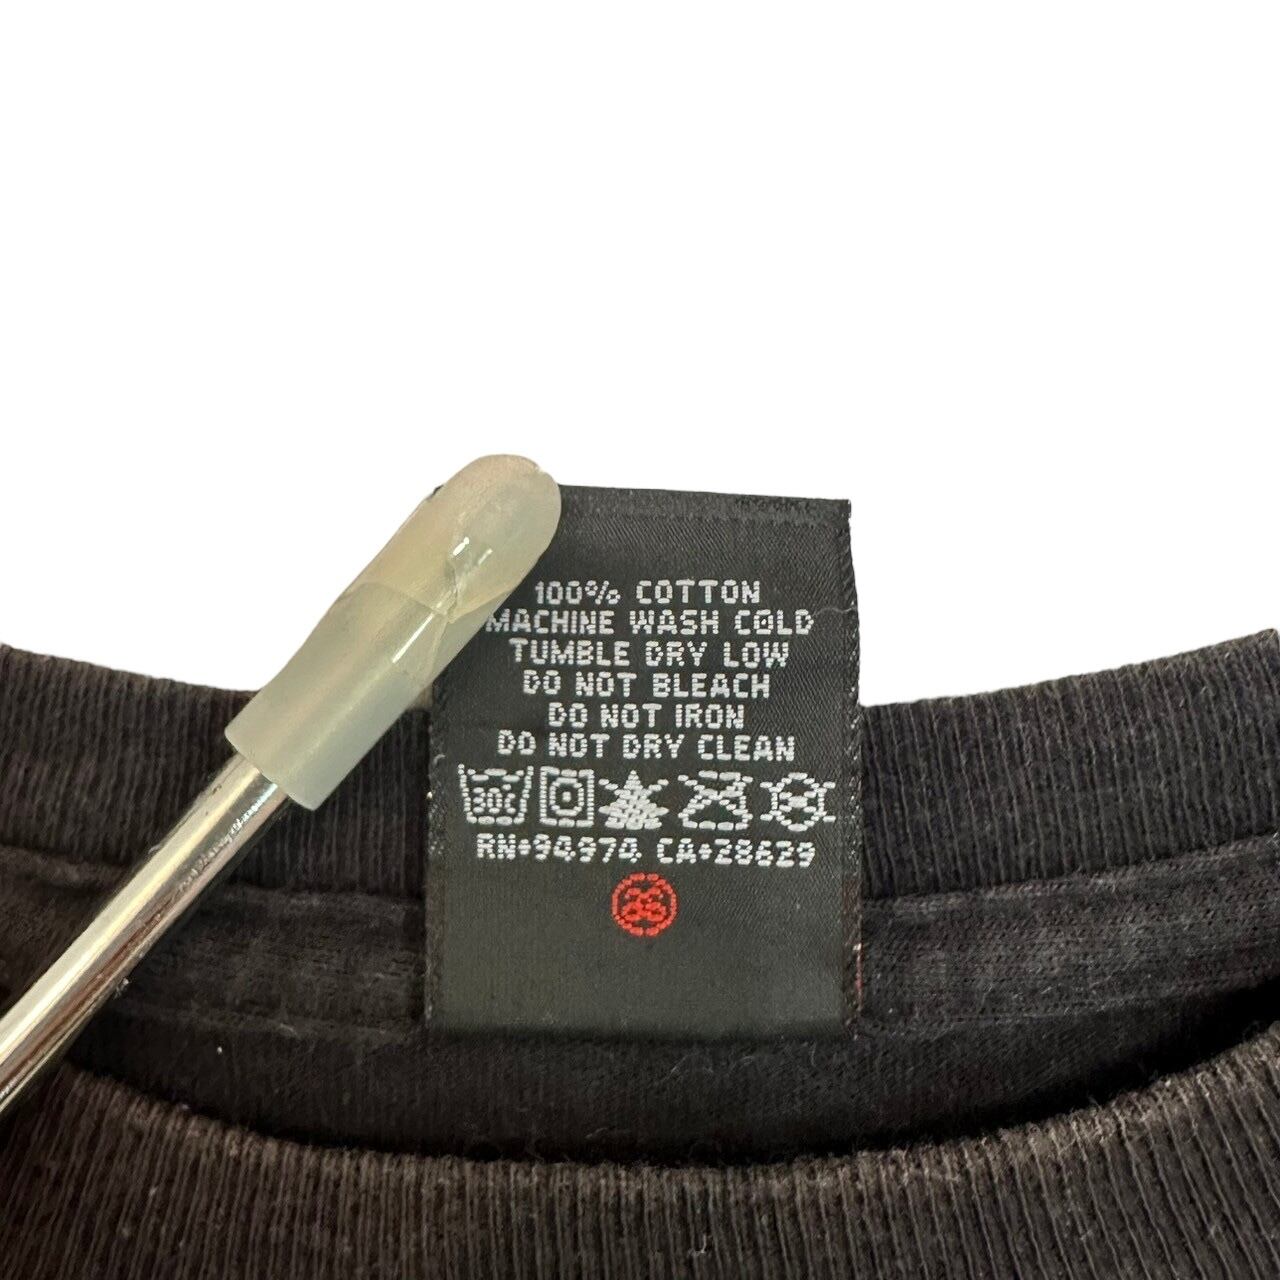 100% COTTON
MACHINE WASH COLD
TUMBLE DRY LOW
DO NOT BLEACH
DO NOT IRON
DO NOT DRY CLEAN
30C
RN#94974 CA#28629